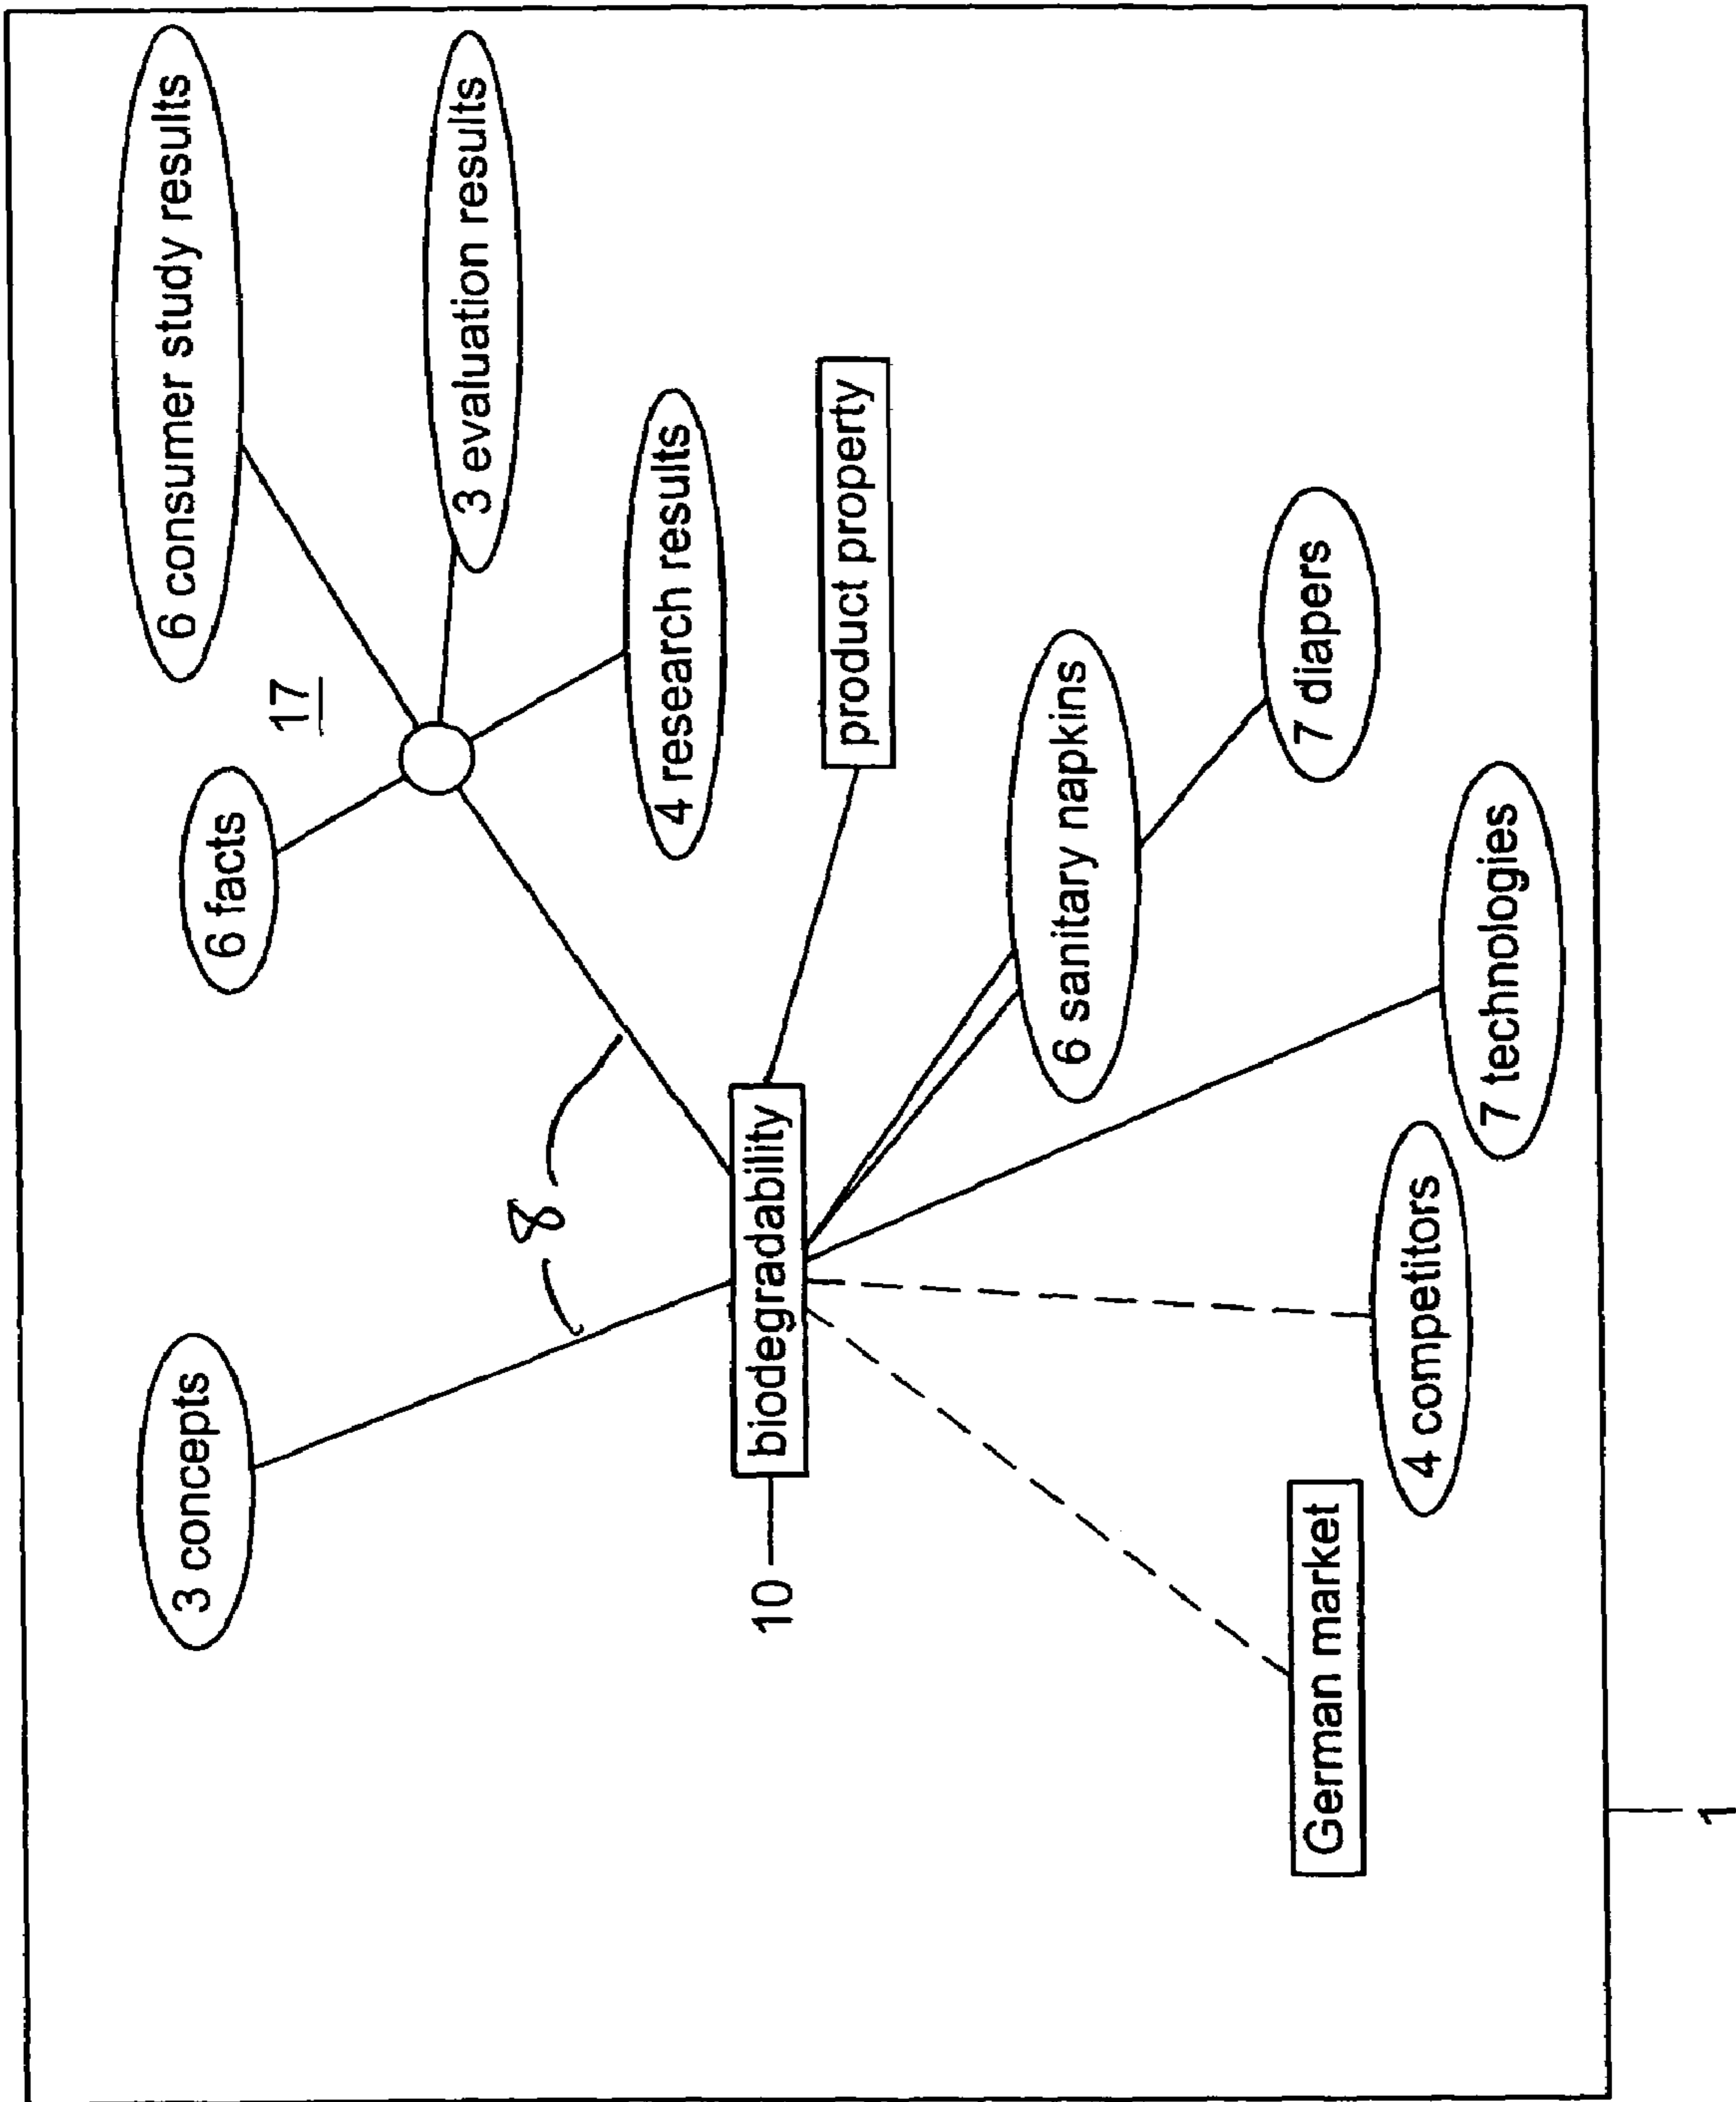 6 consumer study results
17
6 facts
3 evaluation results
3 concepts
8
4 research results
10
biodegradability
product property
6 sanitary napkins
7 diapers
German market
4 competitors
7 technologies
1